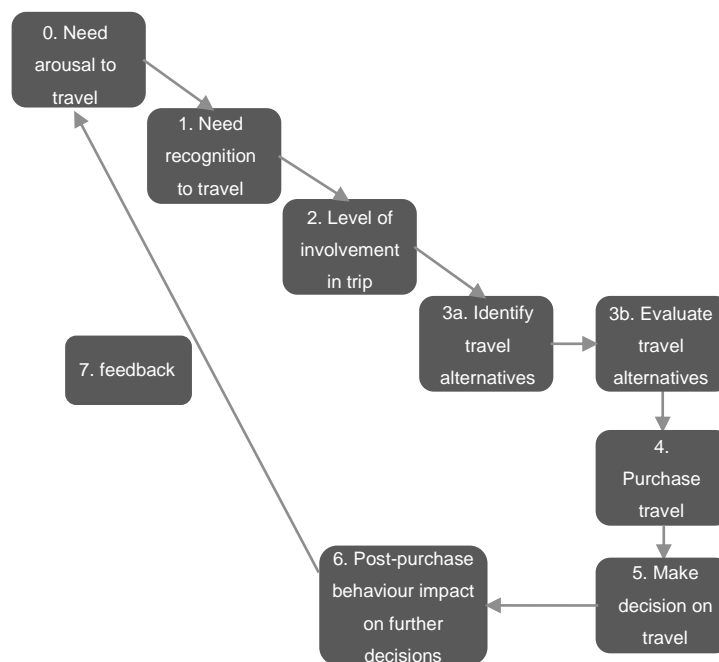 0. Need
arousal to
travel
1. Need
recognition
to travel
2. Level of
involvement
in trip
3a. Identify
travel
alternatives
3b. Evaluate
travel
alternatives
7. feedback
4.
Purchase
travel
6. Post-purchase
behaviour impact
on further
decisions
5. Make
decision on
travel